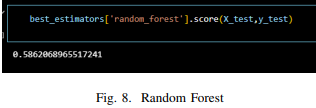 best_estimators['random_forest'].score(X_test,y_test)
0.5862068965517241
Fig. 8. Random Forest